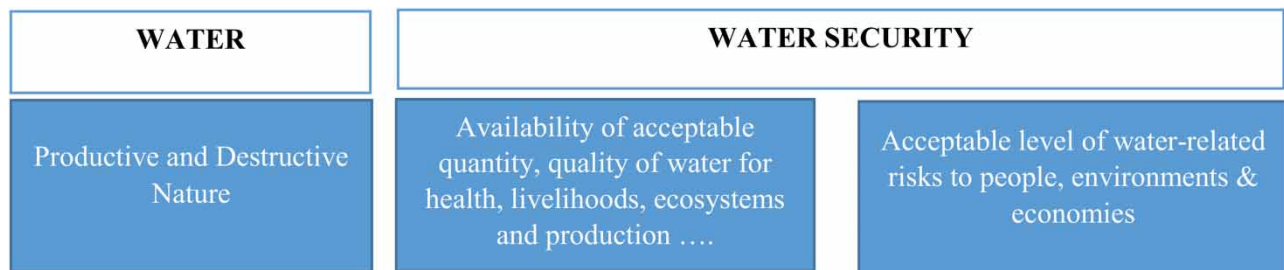 WATER
WATER SECURITY
Productive and Destructive
Nature
Availability of acceptable
quantity, quality of water for
health, livelihoods, ecosystems
and production ….
Acceptable level of water-related
risks to people, environments &
economies